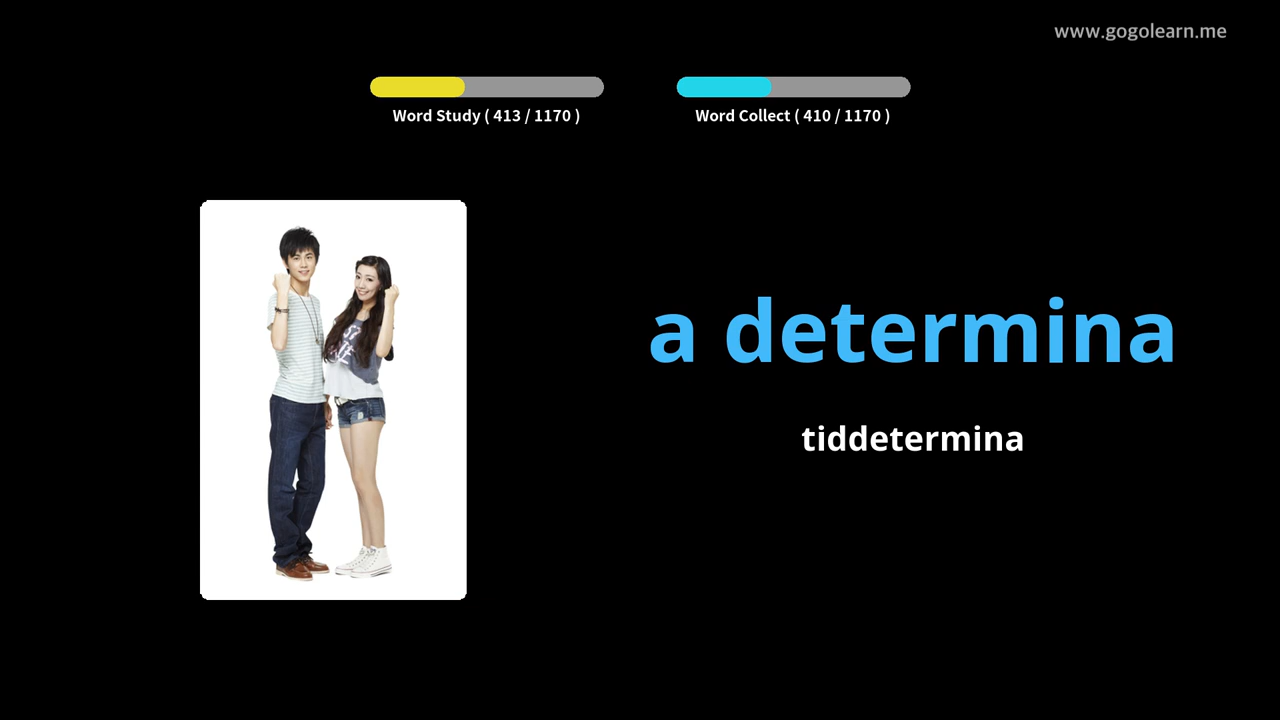 www.gogolearn.me
Word Study ( 413 / 1170 )
Word Collect ( 410 / 1170 )
a determina
tiddetermina